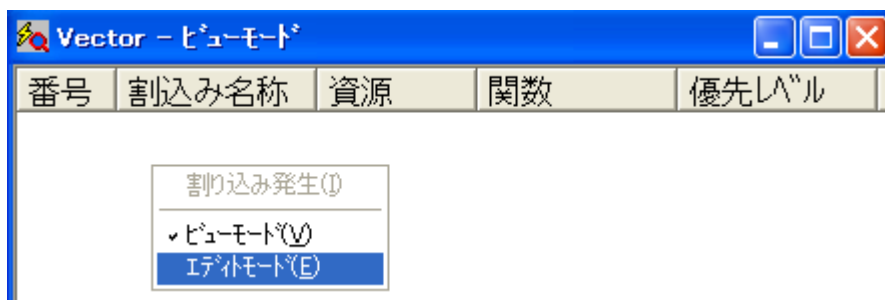 Vector - ﾋﾞｭｰﾓｰﾄﾞ
番号 割込み名称 資源 関数 優先ﾚﾍﾞﾙ
割り込み発生(I)
ﾋﾞｭｰﾓｰﾄﾞ(V)
ｴﾃﾞｨﾄﾓｰﾄﾞ(E)